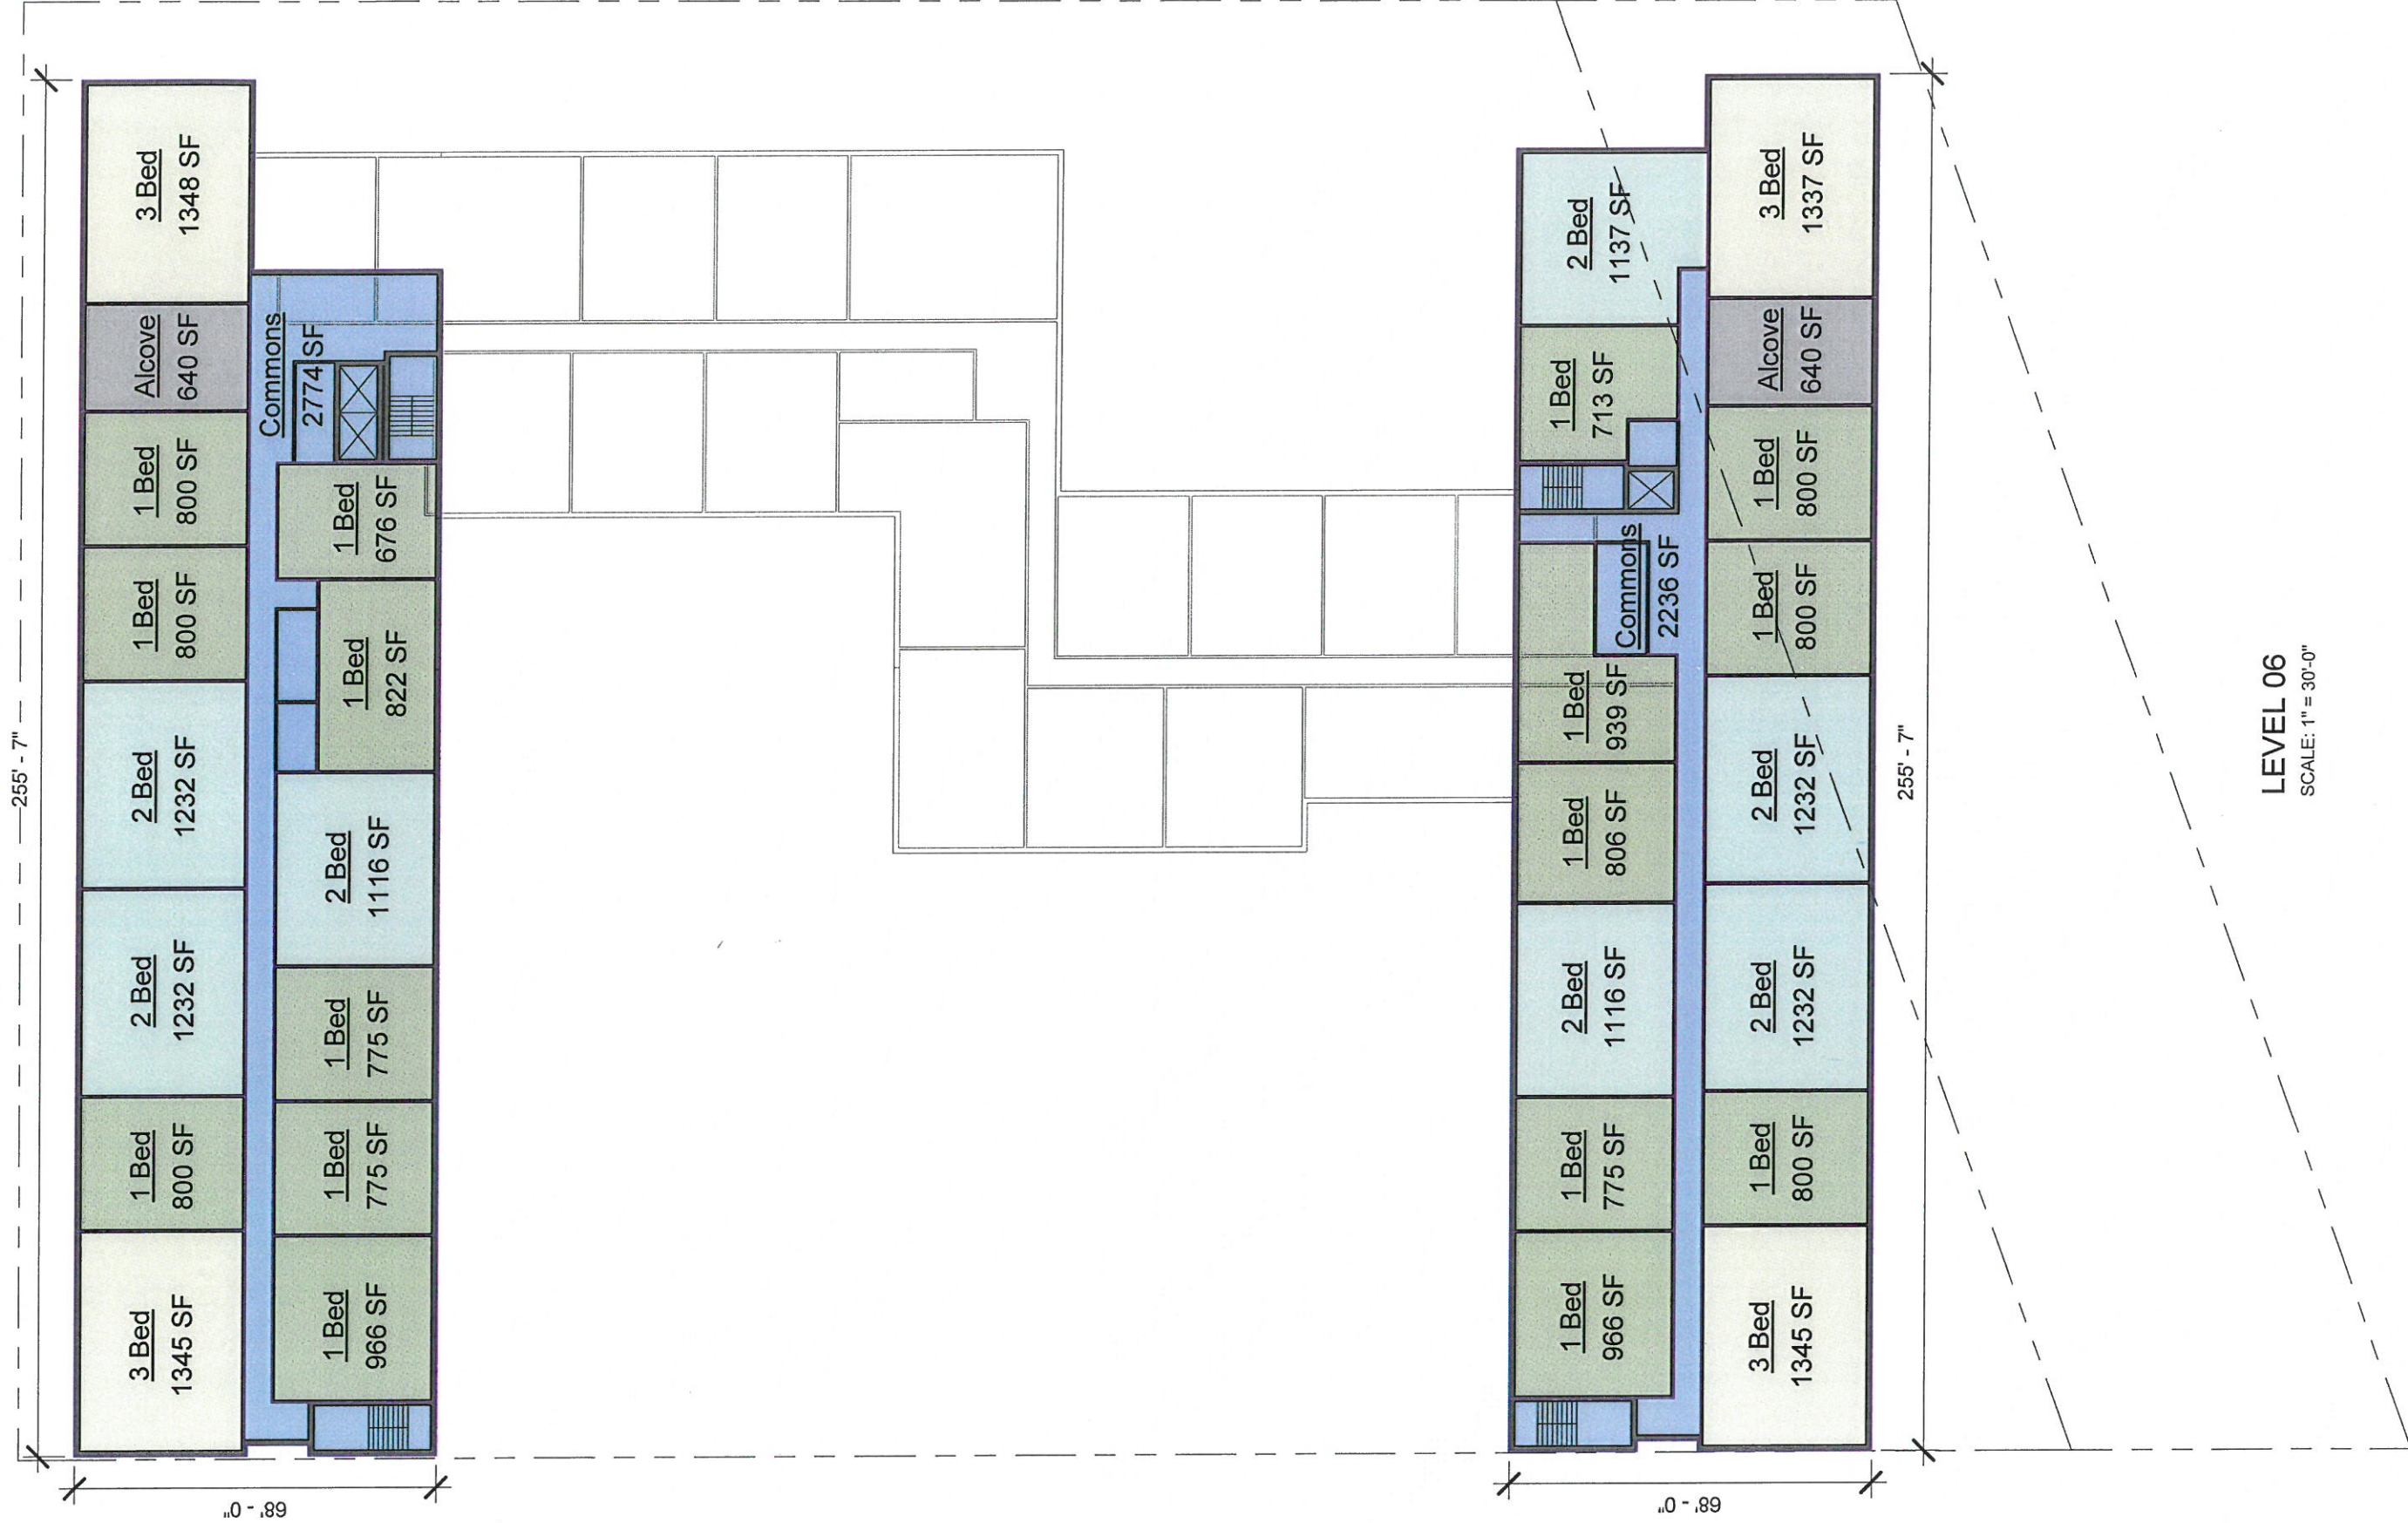 255' - 7"
3 Bed
1348 SF
Alcove
640 SF
1 Bed
800 SF
1 Bed
800 SF
2 Bed
1232 SF
2 Bed
1232 SF
1 Bed
800 SF
3 Bed
1345 SF
Commons
2774 SF
1 Bed
676 SF
1 Bed
822 SF
2 Bed
1116 SF
1 Bed
775 SF
1 Bed
775 SF
1 Bed
966 SF
68' - 0"
2 Bed
1137 SF
1 Bed
713 SF
Commons
2236 SF
1 Bed
939 SF
1 Bed
806 SF
2 Bed
1116 SF
1 Bed
775 SF
1 Bed
966 SF
3 Bed
1337 SF
Alcove
640 SF
1 Bed
800 SF
1 Bed
800 SF
2 Bed
1232 SF
2 Bed
1232 SF
1 Bed
800 SF
3 Bed
1345 SF
68' - 0"
255' - 7"
LEVEL 06
SCALE: 1" = 30'-0"